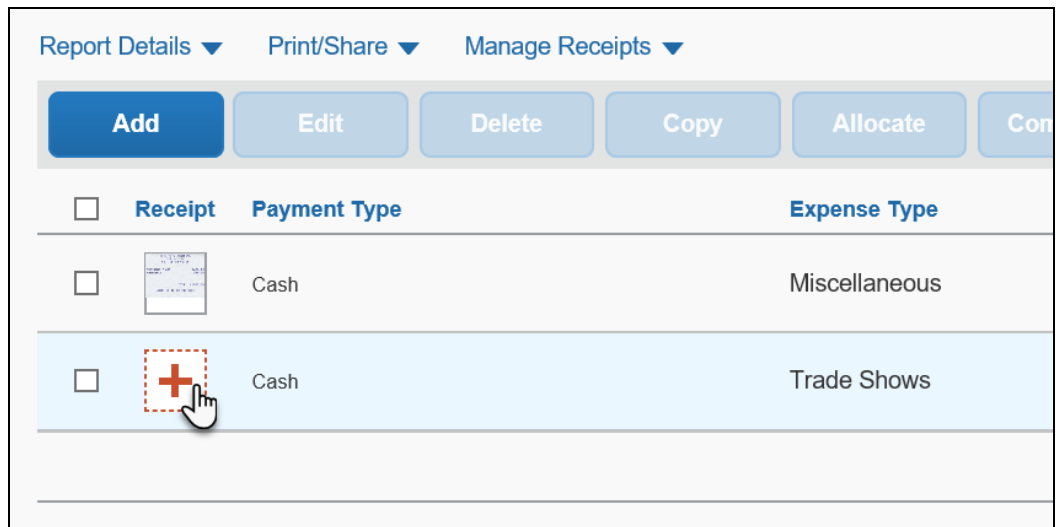 Report Details Print/Share Manage Receipts
Add Edit Delete Copy Allocate
Receipt Payment Type Expense Type
Cash Miscellaneous
Cash Trade Shows